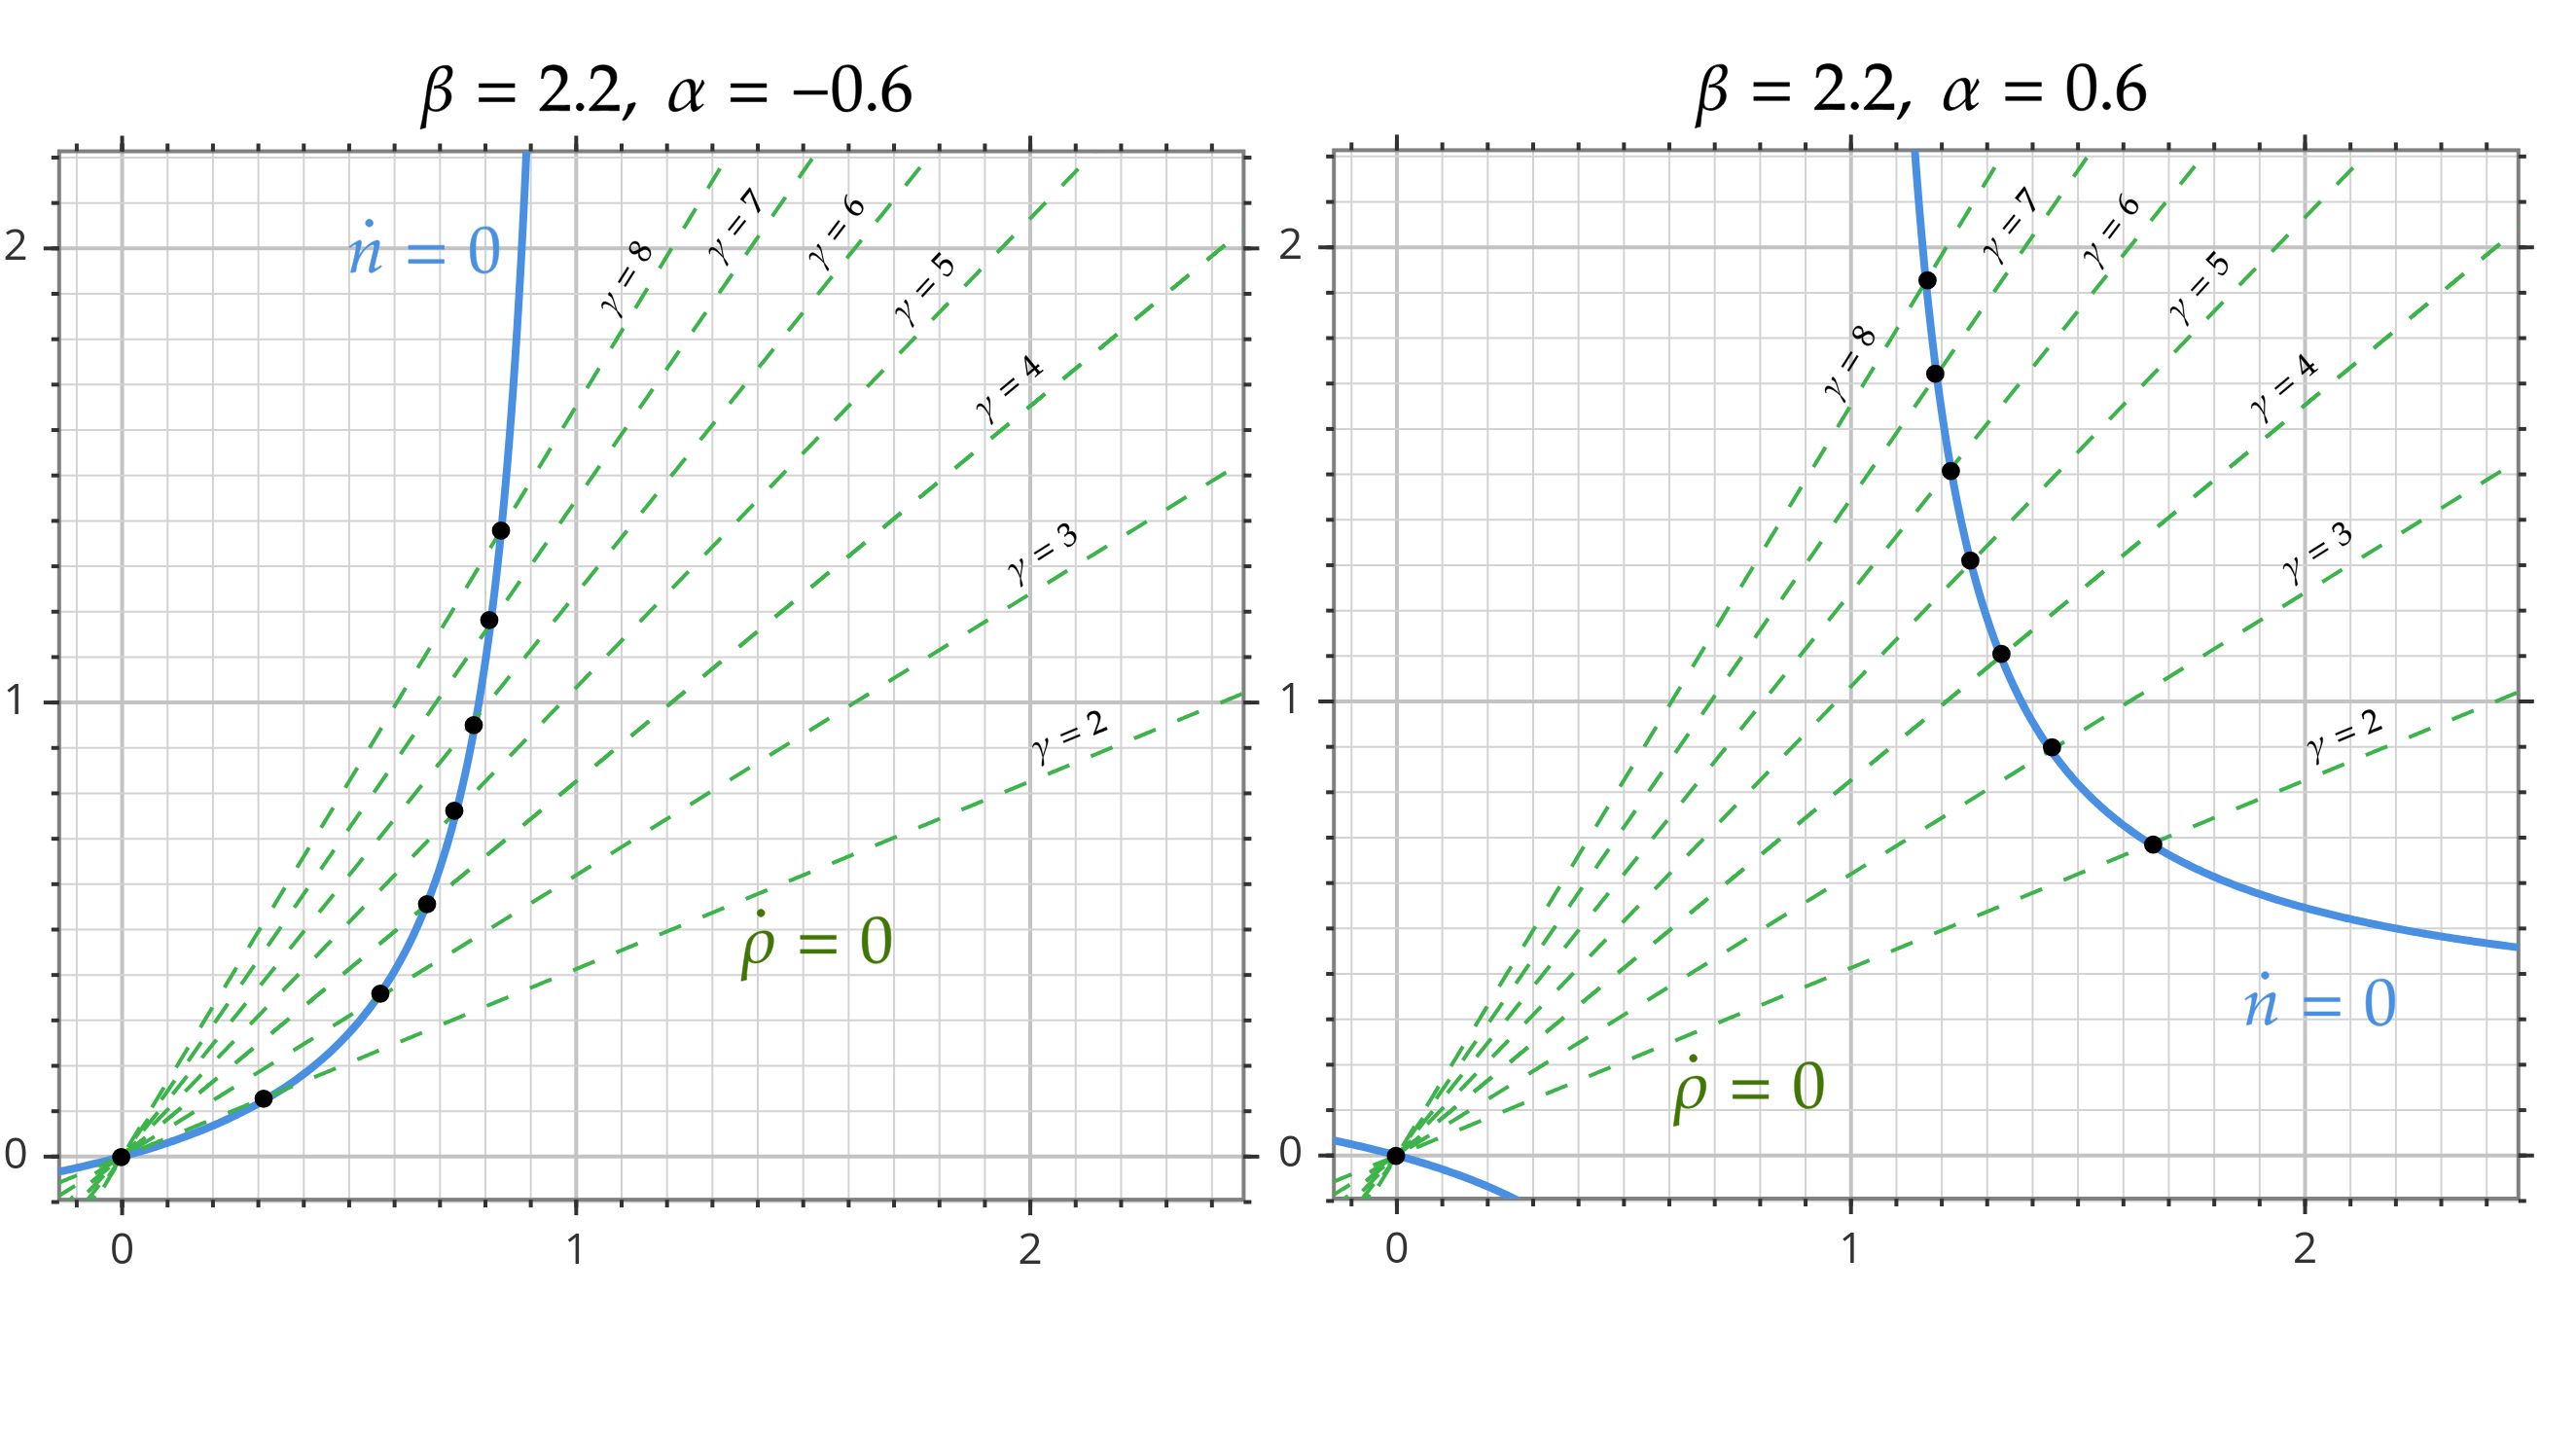 β = 2.2, α = −0.6
ṅ = 0
γ = 8
γ = 7
γ = 6
γ = 5
γ = 4
γ = 3
γ = 2
ρ̇ = 0
2
1
0
0 1 2
β = 2.2, α = 0.6
γ = 8
γ = 7
γ = 6
γ = 5
γ = 4
γ = 3
γ = 2
ṅ = 0
ρ̇ = 0
2
1
0
0 1 2